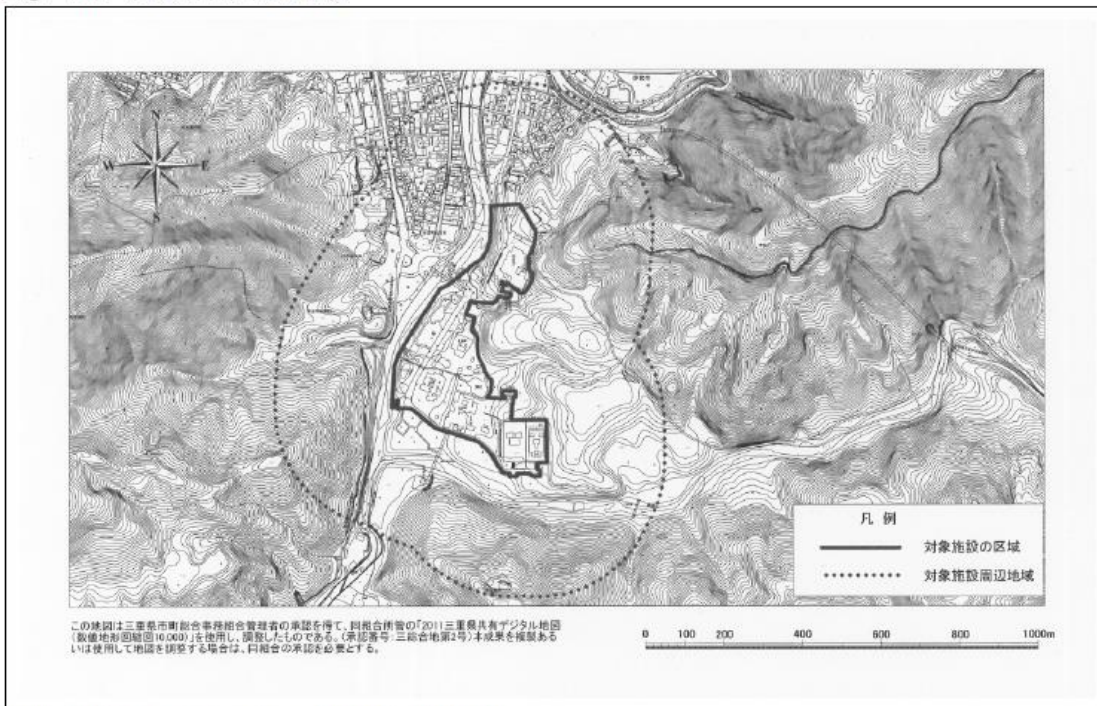 N
W E
凡 例
対象施設の区域
対象施設周辺地域
この地図は三重県市町総合事務組合管理者の承認を得て、同組合所管の「2011三重県共有デジタル地図
(数値地形図縮図10,000)」を使用し、調整したものである。(承認番号:三総合地第2号)本成果を複製あ
いは使用して地図を調整する場合は、同組合の承認を必要とする。
0 100 200 400 600 800 1000m